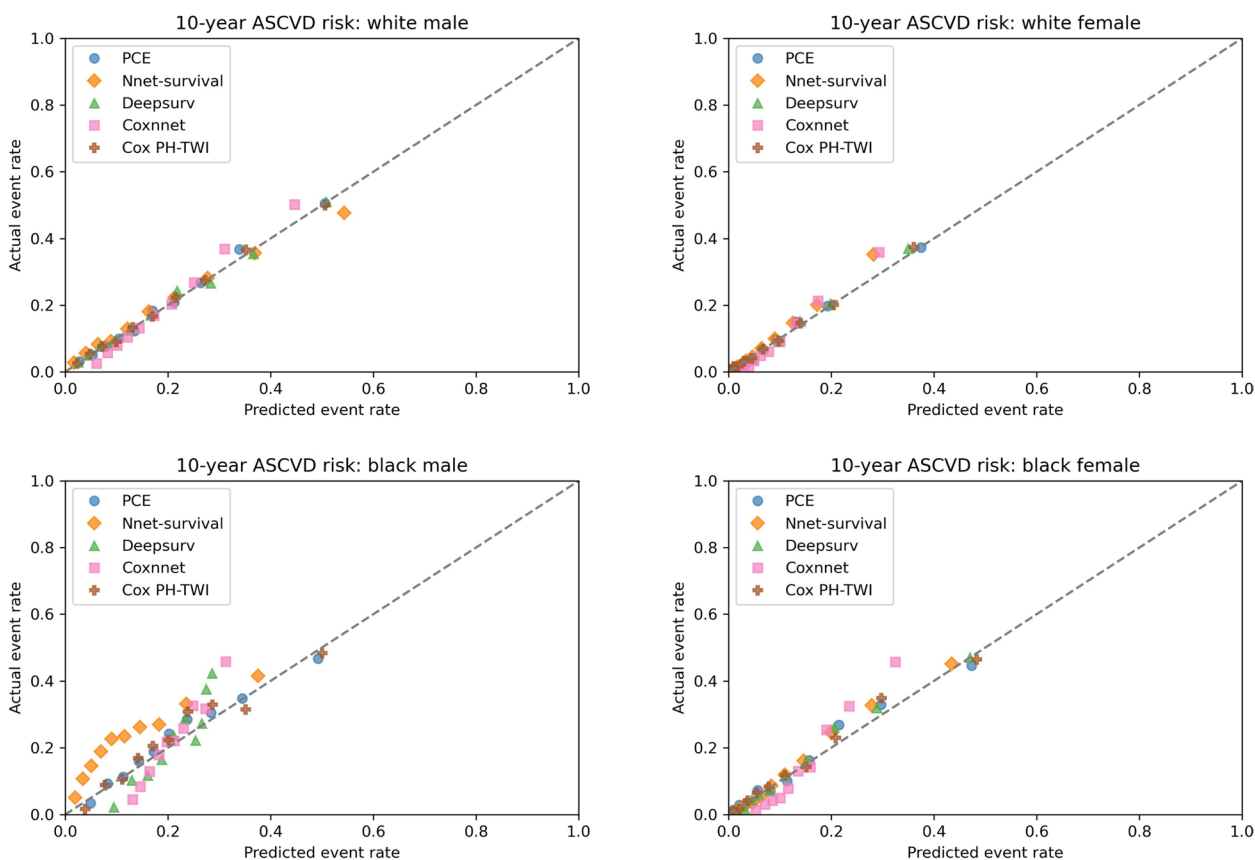 10-year ASCVD risk: white male
1.0
0.8
0.6
0.4
0.2
0.0
Actual event rate
PCE
Nnet-survival
Deepsurv
Coxnnet
Cox PH-TWI
0.0 0.2 0.4 0.6 0.8 1.0
Predicted event rate
10-year ASCVD risk: white female
1.0
0.8
0.6
0.4
0.2
0.0
Actual event rate
PCE
Nnet-survival
Deepsurv
Coxnnet
Cox PH-TWI
0.0 0.2 0.4 0.6 0.8 1.0
Predicted event rate
10-year ASCVD risk: black male
1.0
0.8
0.6
0.4
0.2
0.0
Actual event rate
PCE
Nnet-survival
Deepsurv
Coxnnet
Cox PH-TWI
0.0 0.2 0.4 0.6 0.8 1.0
Predicted event rate
10-year ASCVD risk: black female
1.0
0.8
0.6
0.4
0.2
0.0
Actual event rate
PCE
Nnet-survival
Deepsurv
Coxnnet
Cox PH-TWI
0.0 0.2 0.4 0.6 0.8 1.0
Predicted event rate